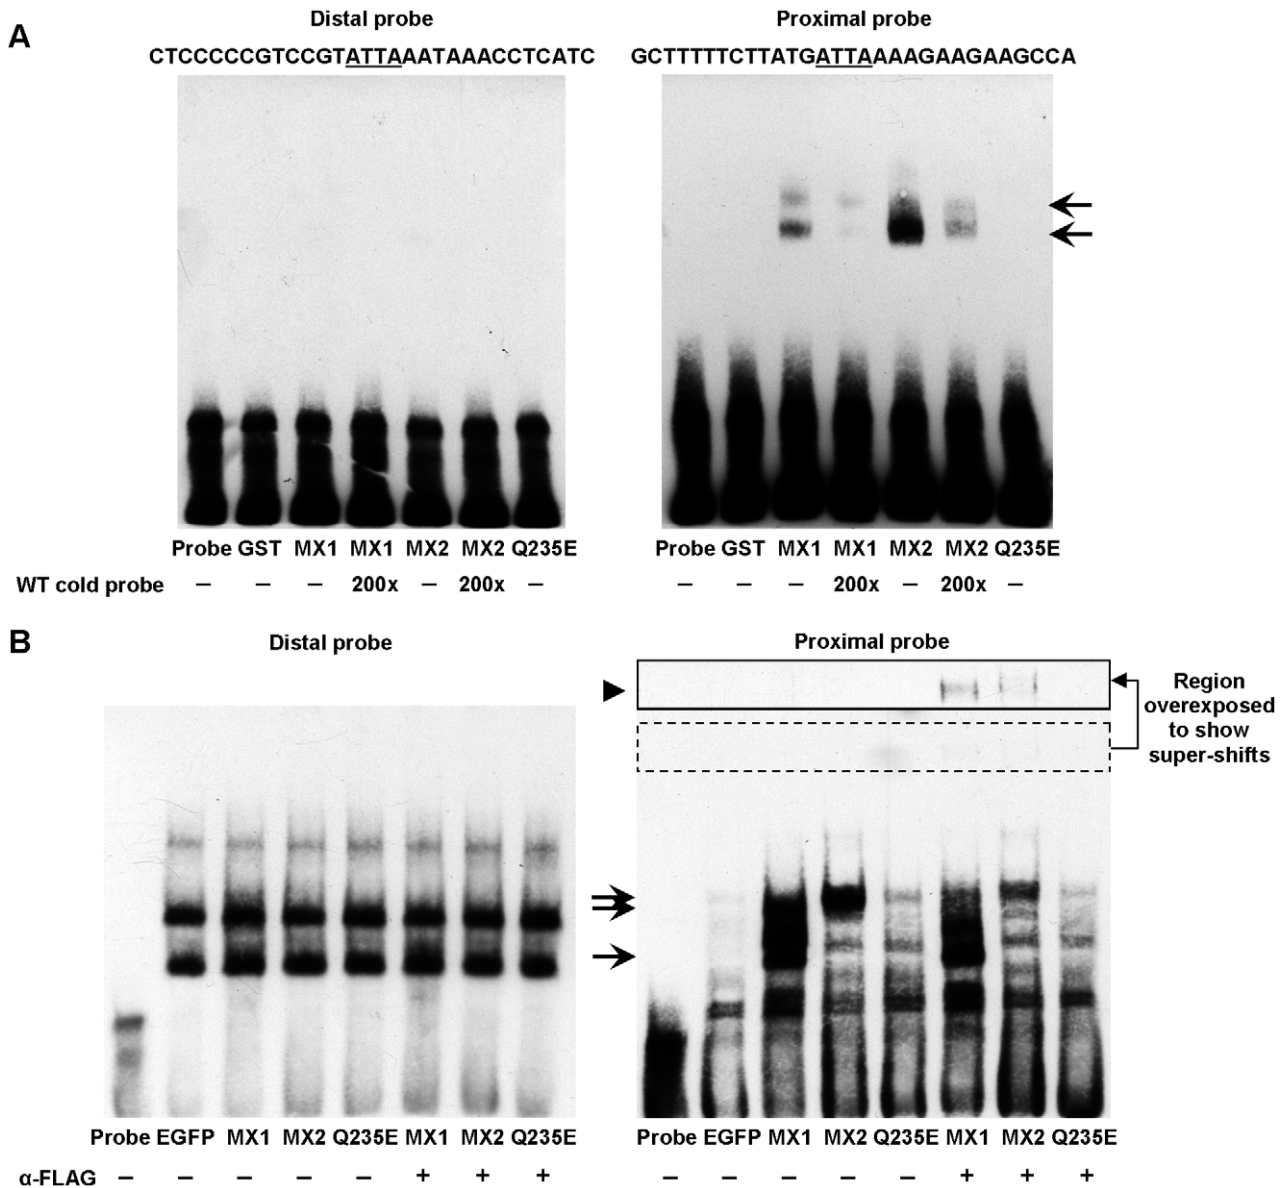 A
Distal probe
Proximal probe
CTCCCCCGTCCGTATTAAATAAACCTCATC
GCTTTTTCTTATGATTAAAAGAAGAAGCCA
Probe GST MX1 MX1 MX2 MX2 Q235E
Probe GST MX1 MX1 MX2 MX2 Q235E
WT cold probe – – – 200x – 200x –
– – – 200x – 200x –
B
Distal probe
Proximal probe
Region
overexposed
to show
super-shifts
Probe EGFP MX1 MX2 Q235E MX1 MX2 Q235E
Probe EGFP MX1 MX2 Q235E MX1 MX2 Q235E
α-FLAG – – – – – + + +
– – – – – + + +